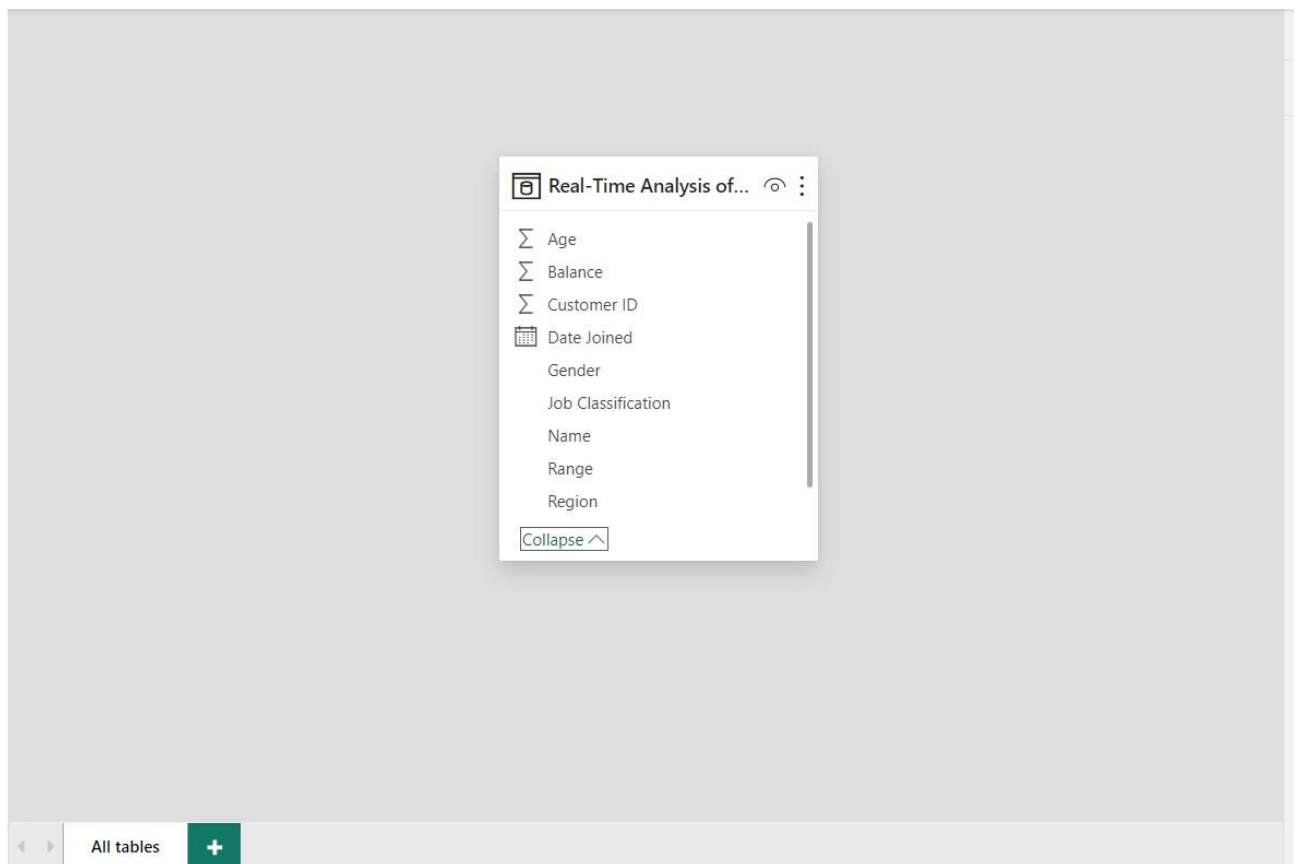 Real-Time Analysis of...
Age
Balance
Customer ID
Date Joined
Gender
Job Classification
Name
Range
Region
Collapse
All tables